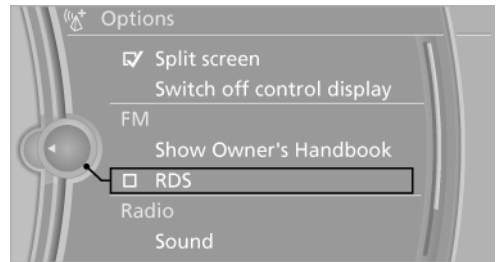 Options
Split screen
Switch off control display
FM
Show Owner's Handbook
RDS
Radio
Sound